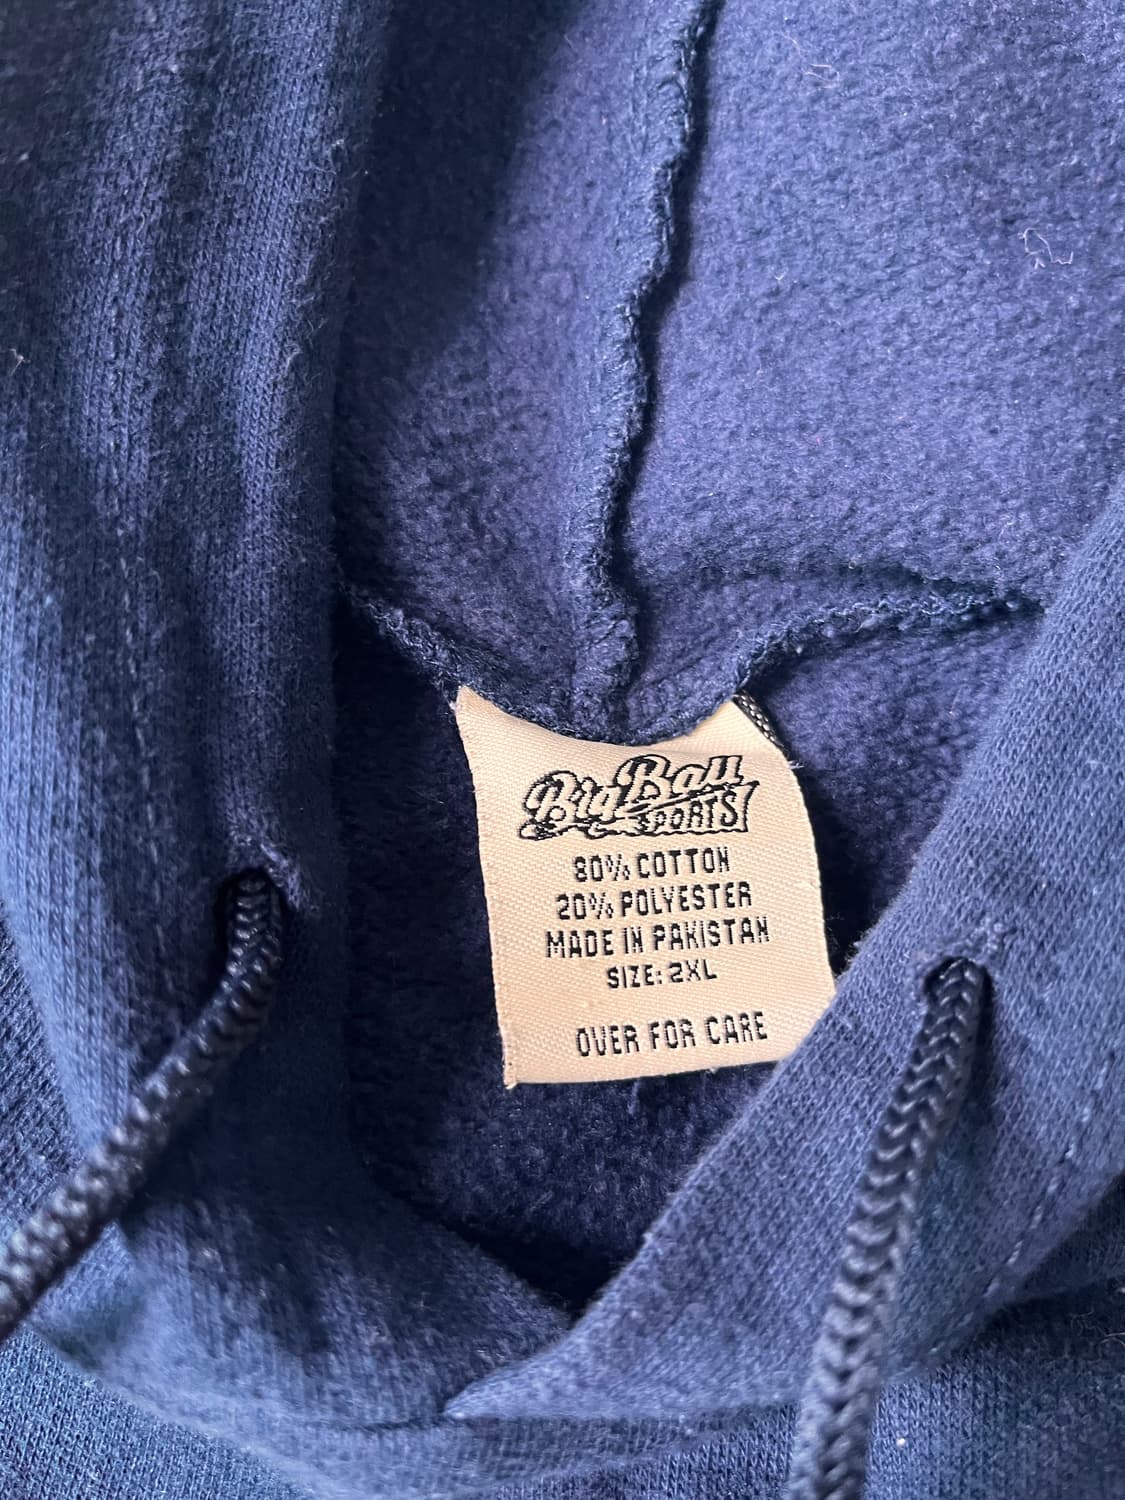 Big Ball
SPORTS
80% COTTON
20% POLYESTER
MADE IN PAKISTAN
SIZE: 2XL
OVER FOR CARE